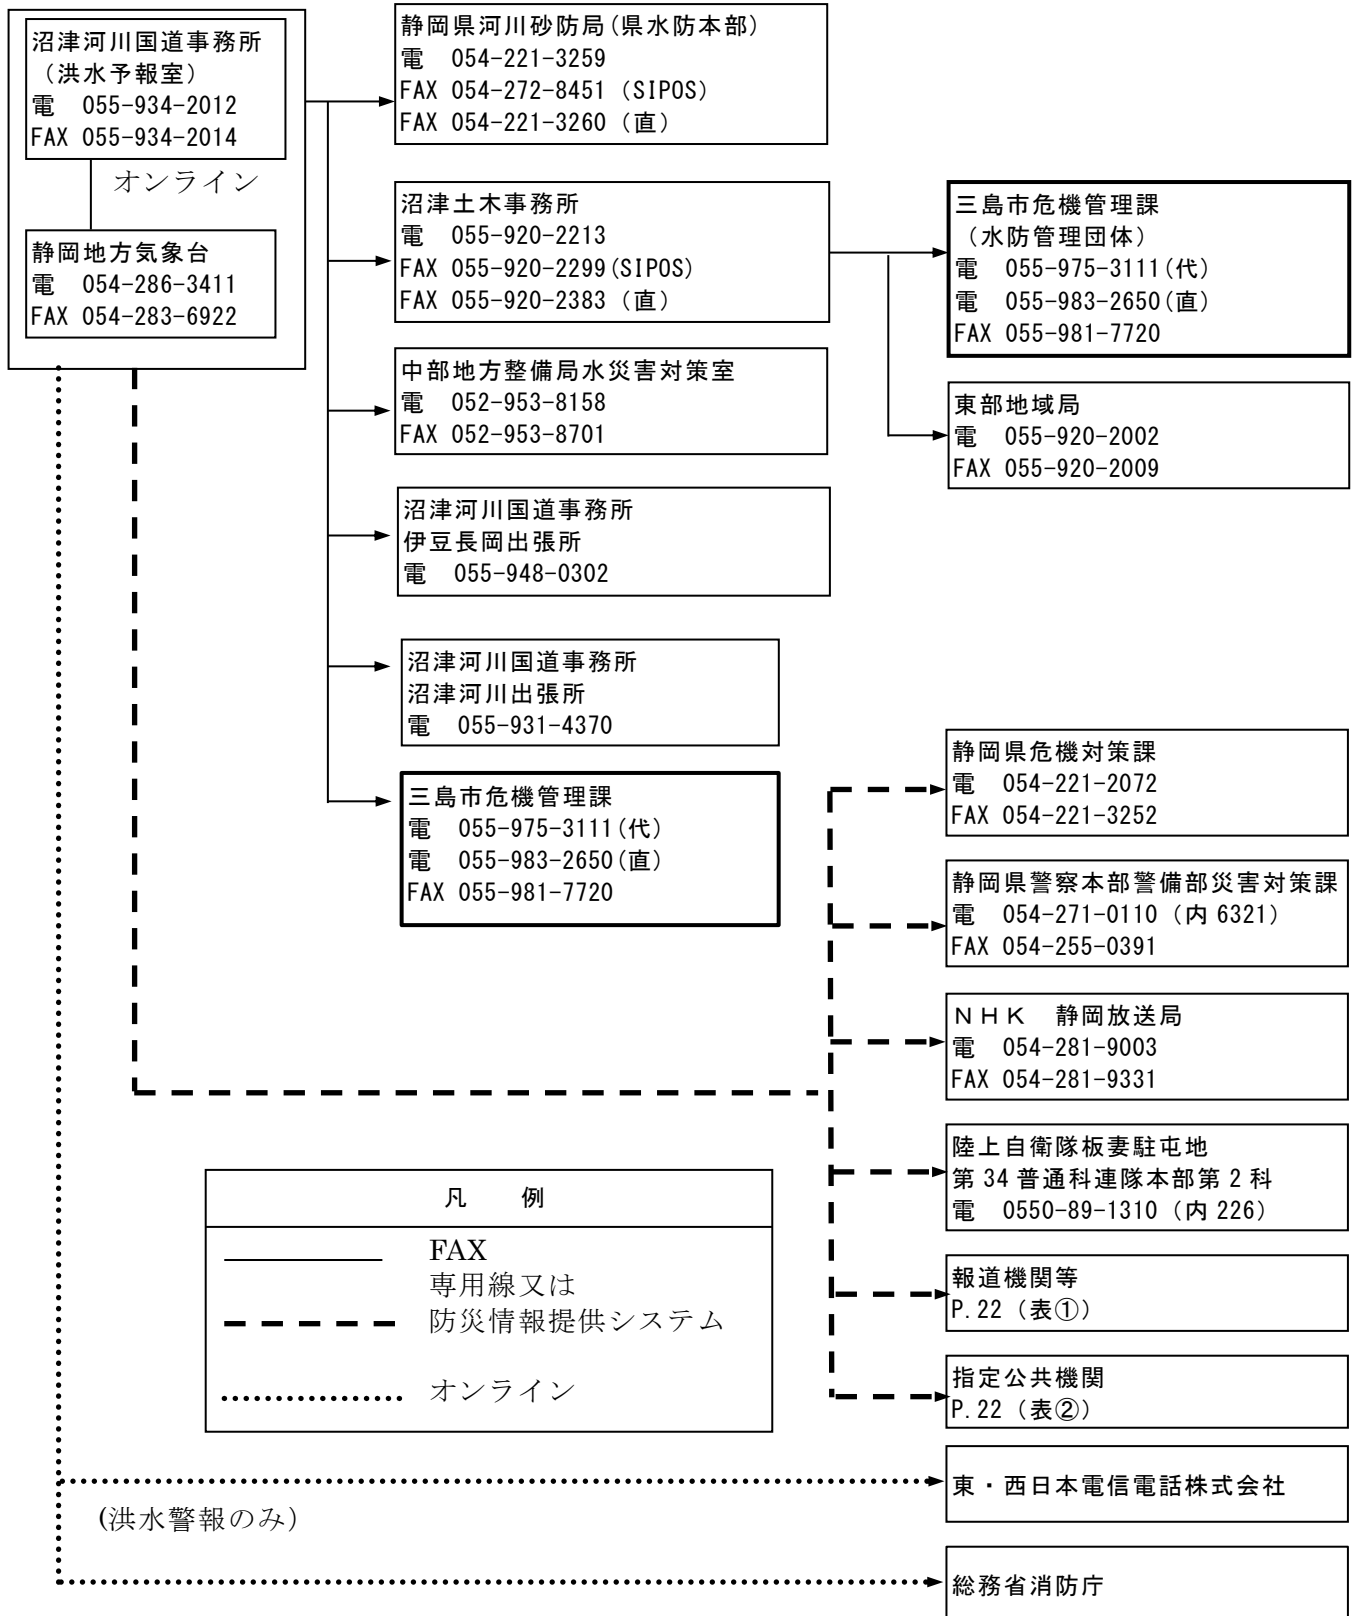 沼津河川国道事務所
（洪水予報室）
電　055-934-2012
FAX 055-934-2014
オンライン
静岡地方気象台
電　054-286-3411
FAX 054-283-6922
静岡県河川砂防局(県水防本部)
電　054-221-3259
FAX 054-272-8451 (SIPOS)
FAX 054-221-3260 (直)
沼津土木事務所
電　055-920-2213
FAX 055-920-2299(SIPOS)
FAX 055-920-2383 (直)
三島市危機管理課
（水防管理団体）
電　055-975-3111(代)
電　055-983-2650(直)
FAX 055-981-7720
中部地方整備局水災害対策室
電　052-953-8158
FAX 052-953-8701
東部地域局
電　055-920-2002
FAX 055-920-2009
沼津河川国道事務所
伊豆長岡出張所
電　055-948-0302
沼津河川国道事務所
沼津河川出張所
電　055-931-4370
三島市危機管理課
電　055-975-3111(代)
電　055-983-2650(直)
FAX 055-981-7720
静岡県危機対策課
電　054-221-2072
FAX 054-221-3252
静岡県警察本部警備部災害対策課
電　054-271-0110 (内 6321)
FAX 054-255-0391
ＮＨＫ　静岡放送局
電　054-281-9003
FAX 054-281-9331
陸上自衛隊板妻駐屯地
第 34 普通科連隊本部第 2 科
電　0550-89-1310 (内 226)
報道機関等
P.22 (表①)
指定公共機関
P.22 (表②)
凡　例
FAX
専用線又は
防災情報提供システム
オンライン
東・西日本電信電話株式会社
(洪水警報のみ)
総務省消防庁